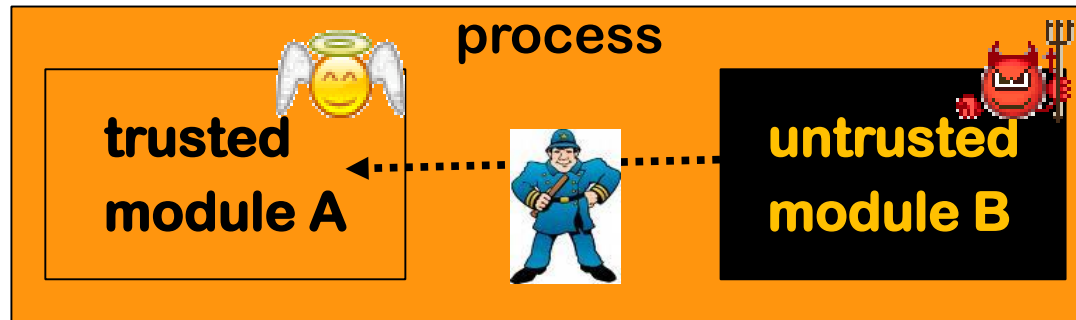 process
trusted
module A
untrusted
module B